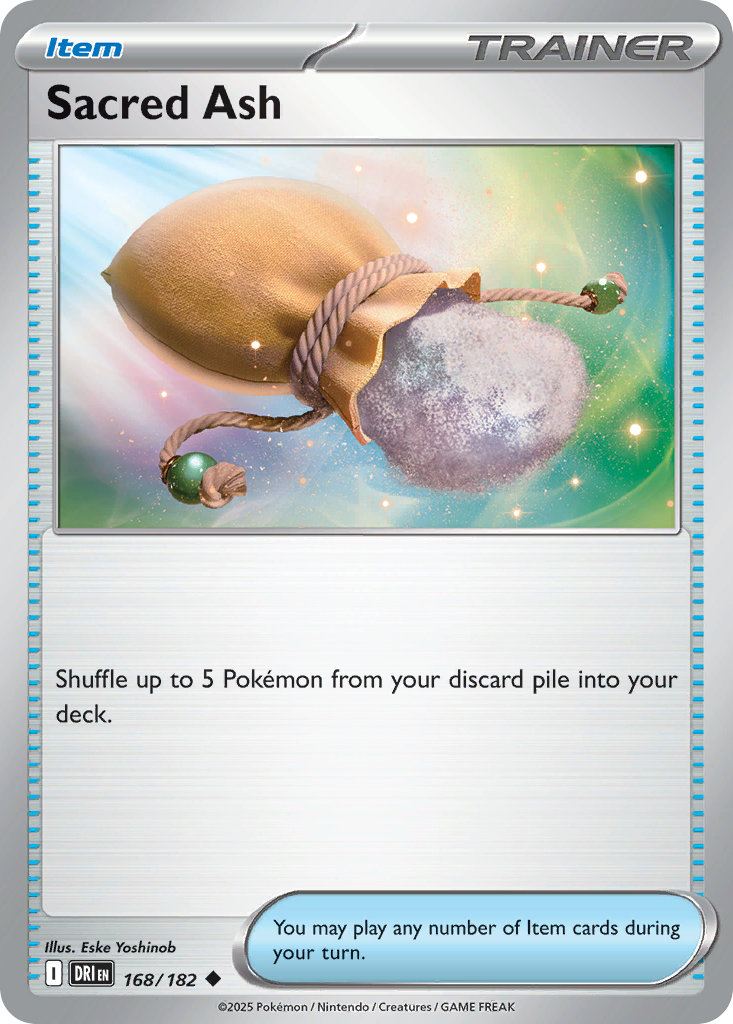 Item
TRAINER
Sacred Ash
Shuffle up to 5 Pokémon from your discard pile into your
deck.
You may play any number of Item cards during
your turn.
Illus. Eske Yoshinob
I DRI EN 168/182 ◆
©2025 Pokémon / Nintendo / Creatures / GAME FREAK